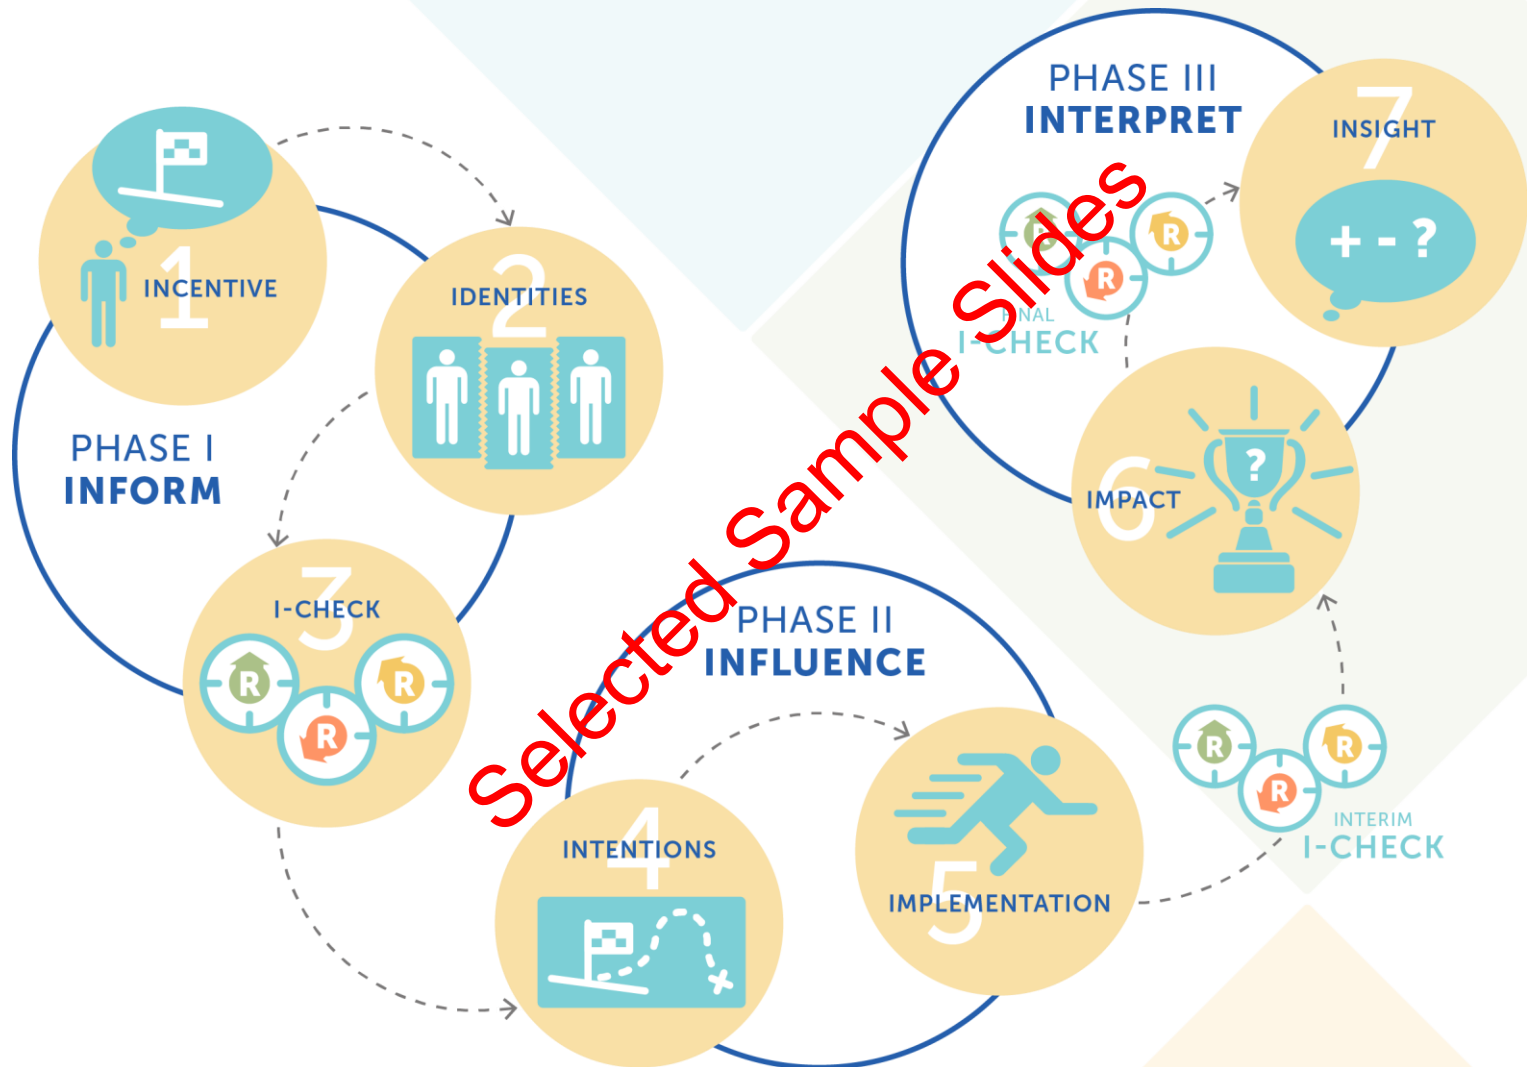 PHASE I
INFORM
1
INCENTIVE
2
IDENTITIES
3
I-CHECK
R
R
R
PHASE II
INFLUENCE
4
INTENTIONS
5
IMPLEMENTATION
R
R
R
INTERIM
I-CHECK
PHASE III
INTERPRET
6
IMPACT
?
R
R
R
FINAL
I-CHECK
7
INSIGHT
+ - ?
Selected Sample Slides